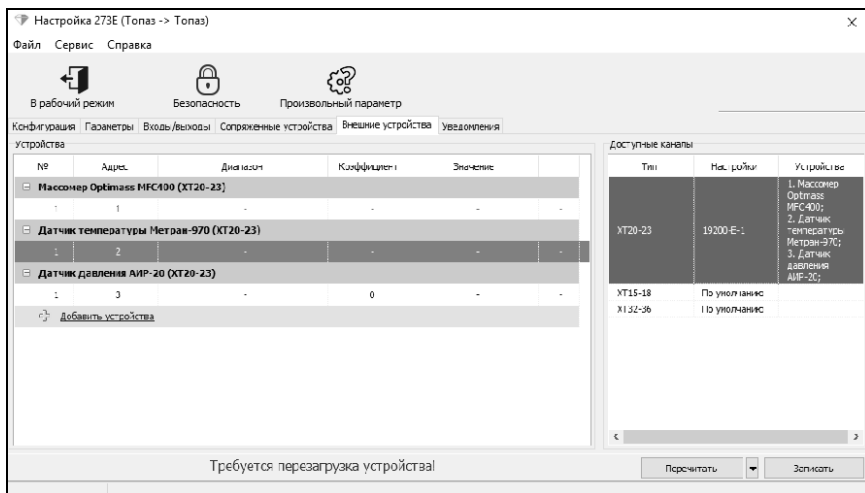 Настройка 273E (Топаз -> Топаз)
Файл Сервис Справка
В рабочий режим Безопасность Произвольный параметр
Конфигурация Параметры Входы/выходы Сопряженные устройства Внешние устройства Уведомления
Устройства
№ Адрес Диапазон Коэффициент Значение
Массомер Optimass MFC400 (XT20-23)
1 1 - - - -
Датчик температуры Метран-970 (XT20-23)
1 2 - - - -
Датчик давления АИР-20 (XT20-23)
1 3 - 0 - -
Добавить устройства
Доступные каналы
Тип Настройки Устройства
XT20-23 19200-E-1
1. Массомер
Optimass
MFC400;
2. Датчик
температуры
Метран-970;
3. Датчик
давления
АИР-20;
XT15-18 По умолчанию
XT32-36 По умолчанию
Требуется перезагрузка устройства!
Перечитать Записать